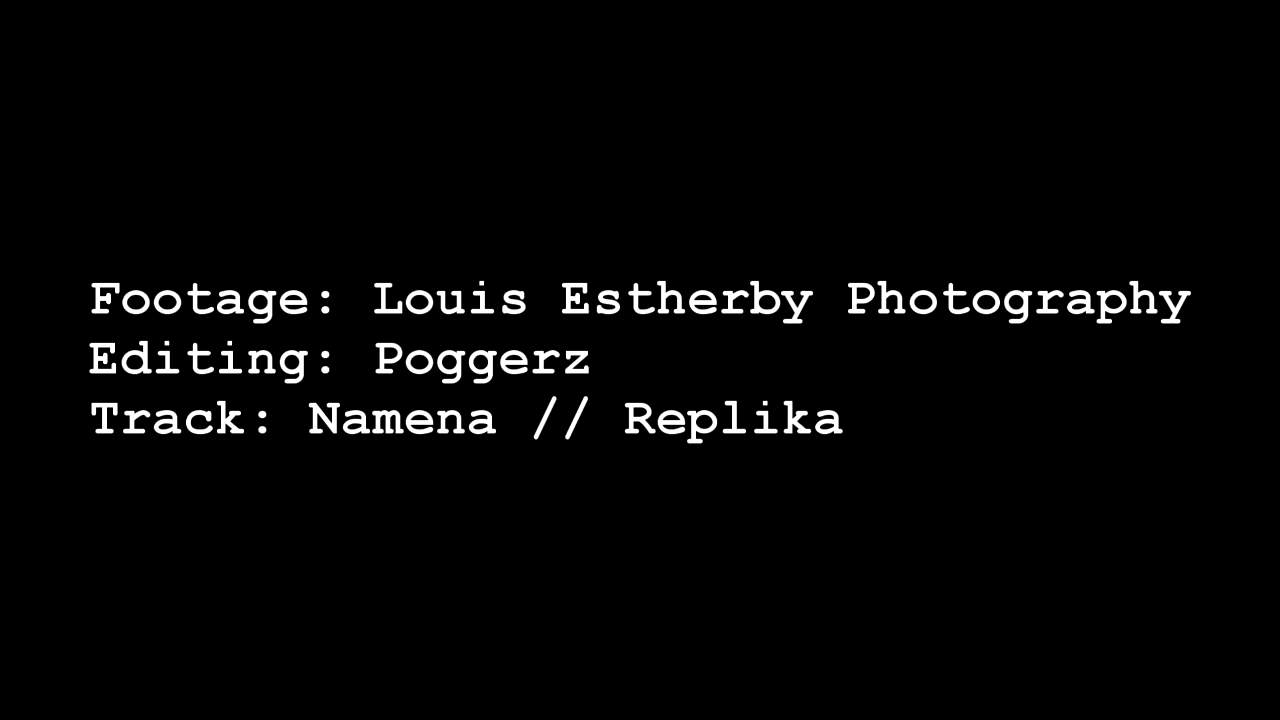 Footage: Louis Estherby Photography
Editing: Poggerz
Track: Namena // Replika